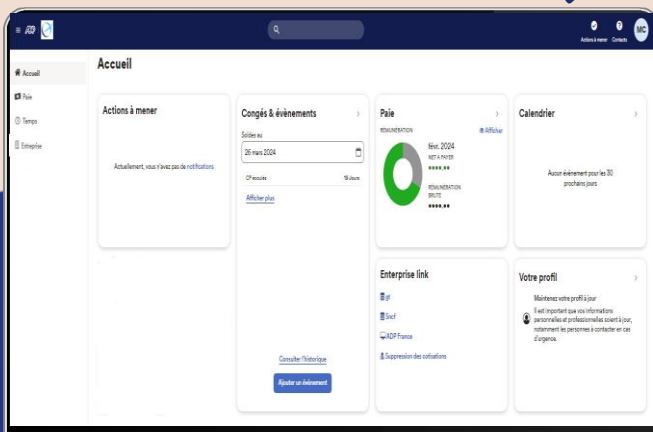 ADP
Actions à mener
Contacts
MC
Accueil
Paie
Temps
Entreprise
Accueil
Actions à mener
Actuellement, vous n'avez pas de notifications
Congés & évènements
Soldes au
26 mars 2024
CP acquis
Jours
Afficher plus
Consulter l'historique
Ajouter un évènement
Paie
RÉMUNÉRATION
Afficher
févr. 2024
NET A PAYER
••••,••
RÉMUNÉRATION
BRUTE
••••,••
Calendrier
Aucun évènement pour les 30
prochains jours
Enterprise link
gt
Sncf
ADP France
Suppression des cotisations
Votre profil
Maintenez votre profil à jour
Il est important que vos informations
personnelles et professionnelles soient à jour,
notamment les personnes à contacter en cas
d'urgence.